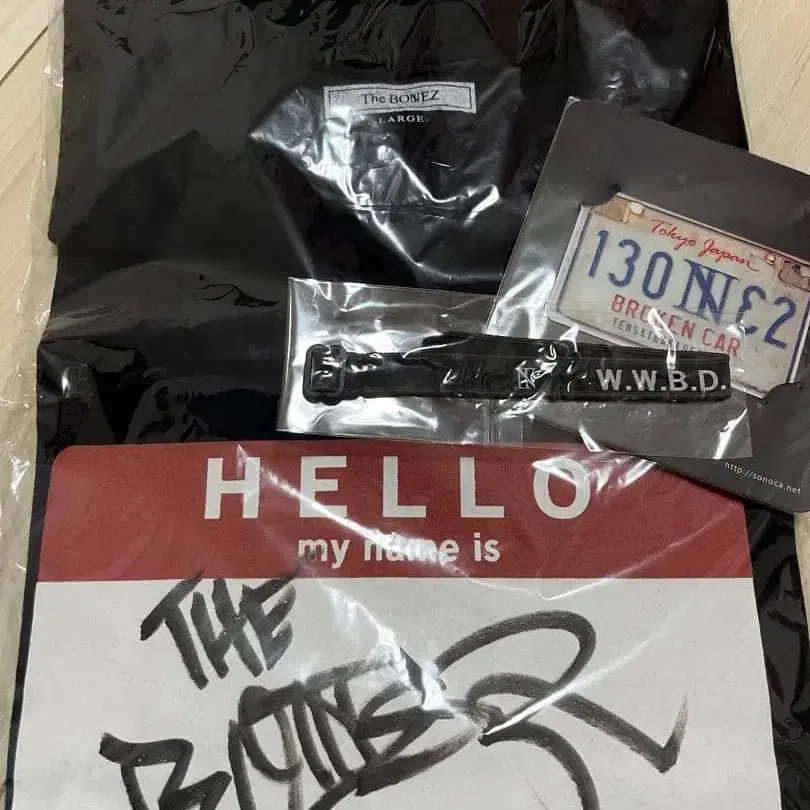 The BONEZ
LARGE
Tokyo Japan
130NE2
BROKEN CAR
W.W.B.D.
http://sonoca.net
HELLO
my name is
THE
BONEZ